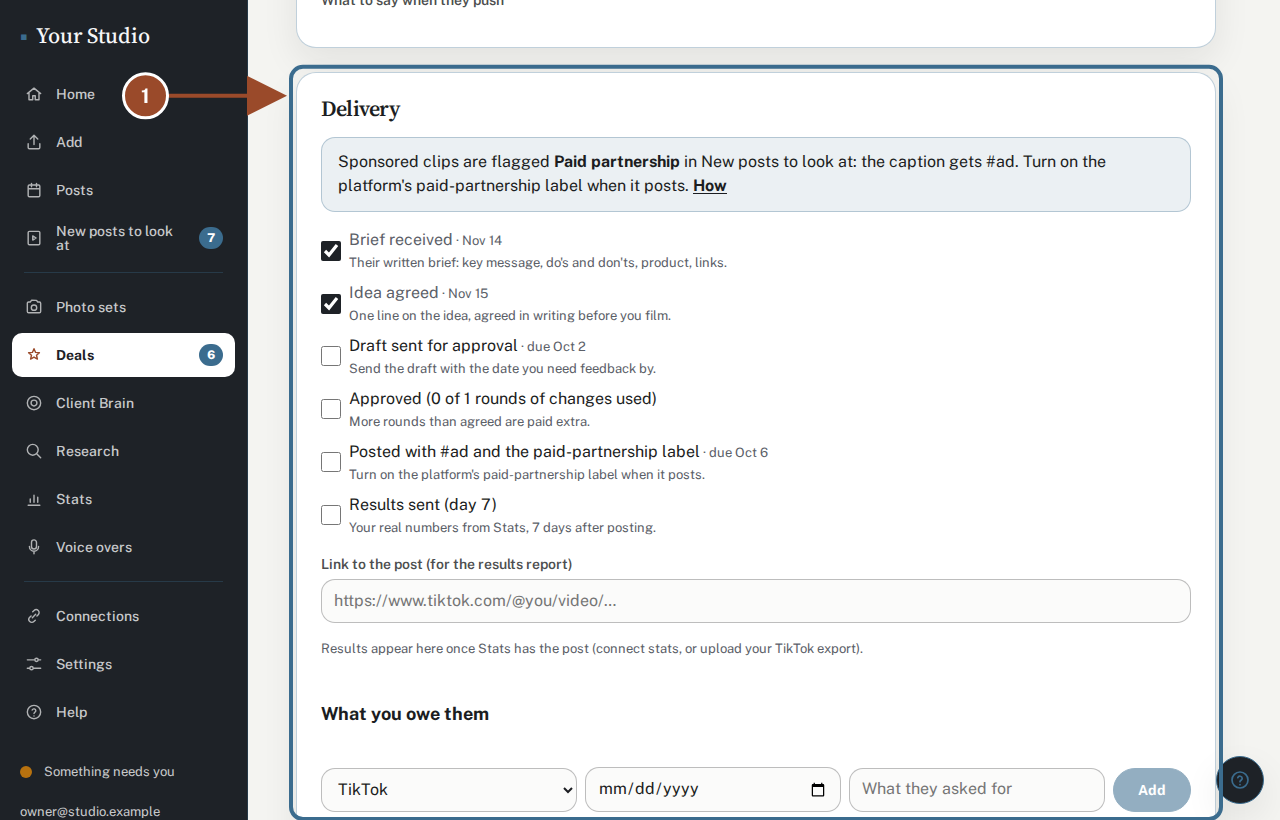 What to say when they push
Your Studio
Home
1
Add
Posts
New posts to look at
7
Photo sets
Deals
6
Client Brain
Research
Stats
Voice overs
Connections
Settings
Help
Something needs you
owner@studio.example
Delivery
Sponsored clips are flagged Paid partnership in New posts to look at: the caption gets #ad. Turn on the
platform's paid-partnership label when it posts. How
Brief received · Nov 14
Their written brief: key message, do's and don'ts, product, links.
Idea agreed · Nov 15
One line on the idea, agreed in writing before you film.
Draft sent for approval · due Oct 2
Send the draft with the date you need feedback by.
Approved (0 of 1 rounds of changes used)
More rounds than agreed are paid extra.
Posted with #ad and the paid-partnership label · due Oct 6
Turn on the platform's paid-partnership label when it posts.
Results sent (day 7)
Your real numbers from Stats, 7 days after posting.
Link to the post (for the results report)
https://www.tiktok.com/@you/video/...
Results appear here once Stats has the post (connect stats, or upload your TikTok export).
What you owe them
TikTok
mm/dd/yyyy
What they asked for
Add